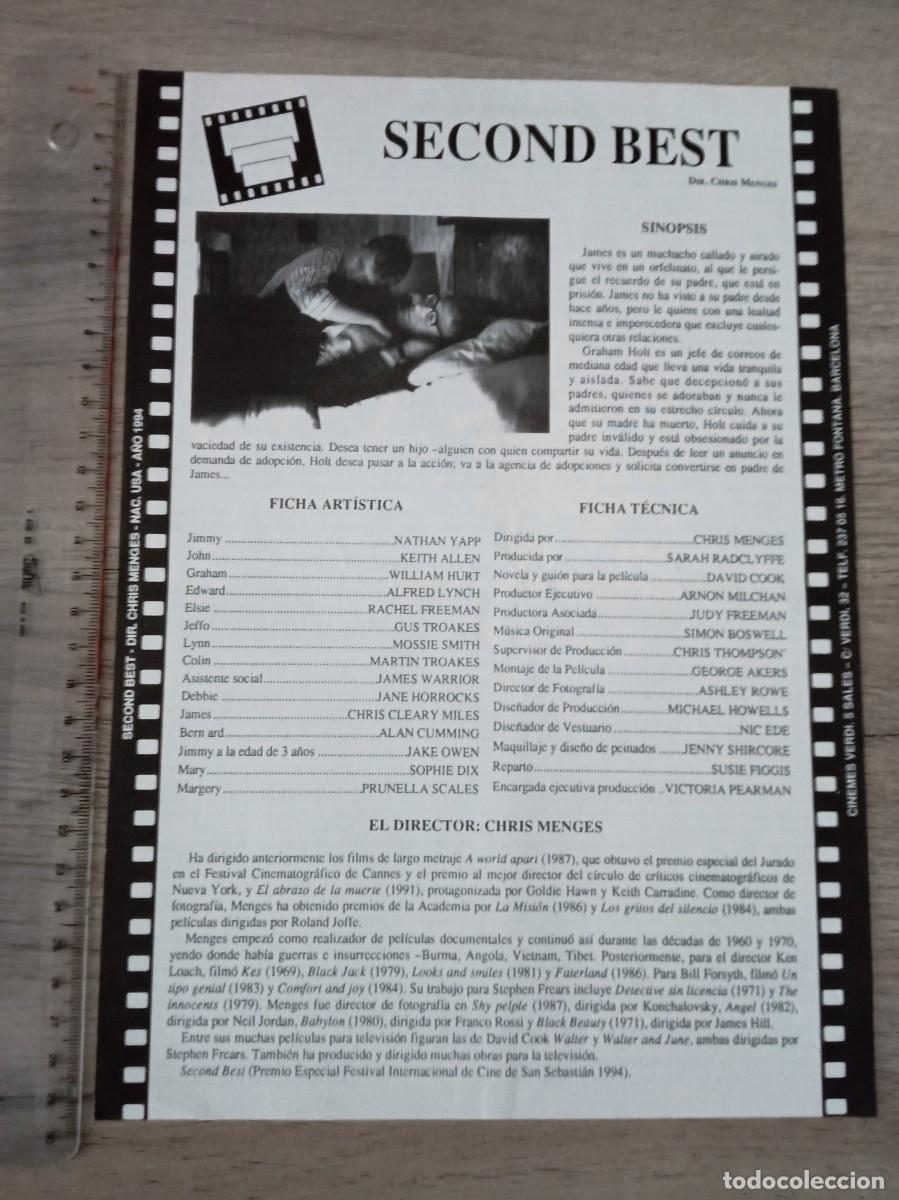 SECOND BEST
DIR. CHRIS MENGES
SINOPSIS
James es un muchacho callado y airado
que vive en un orfelinato, al que le persi-
gue el recuerdo de su padre, que está en
prisión. James no ha visto a su padre desde
hace años, pero le quiere con una lealtad
intensa e imperecedera que excluye cuales-
quiera otras relaciones.
Graham Holt es un jefe de correos de
mediana edad que lleva una vida tranquila
y aislada. Sabe que decepcionó a sus
padres, quienes se adoraban y nunca le
admitieron en su estrecho círculo. Ahora
que su madre ha muerto, Holt cuida a su
padre inválido y está obsesionado por la
vaciedad de su existencia. Desea tener un hijo –alguien con quien compartir su vida. Después de leer un anuncio en
demanda de adopción, Holt desea pasar a la acción; va a la agencia de adopciones y solicita convertirse en padre de
James...
FICHA ARTÍSTICA
Jimmy ........ NATHAN YAPP
John ........ KEITH ALLEN
Graham ........ WILLIAM HURT
Edward ........ ALFRED LYNCH
Elsie ........ RACHEL FREEMAN
Jeffo ........ GUS TROAKES
Lynn ........ MOSSIE SMITH
Colin ........ MARTIN TROAKES
Asistente social ........ JAMES WARRIOR
Debbie ........ JANE HORROCKS
James ........ CHRIS CLEARY MILES
Bern ard ........ ALAN CUMMING
Jimmy a la edad de 3 años ........ JAKE OWEN
Mary ........ SOPHIE DIX
Margery ........ PRUNELLA SCALES
FICHA TÉCNICA
Dirigida por ........ CHRIS MENGES
Producida por ........ SARAH RADCLYFFE
Novela y guión para la película ........ DAVID COOK
Productor Ejecutivo ........ ARNON MILCHAN
Productora Asociada ........ JUDY FREEMAN
Música Original ........ SIMON BOSWELL
Supervisor de Producción ........ CHRIS THOMPSON
Montaje de la Película ........ GEORGE AKERS
Director de Fotografía ........ ASHLEY ROWE
Diseñador de Producción ........ MICHAEL HOWELLS
Diseñador de Vestuario ........ NIC EDE
Maquillaje y diseño de peinados ........ JENNY SHIRCORE
Reparto ........ SUSIE FIGGIS
Encargada ejecutiva producción .. VICTORIA PEARMAN
EL DIRECTOR: CHRIS MENGES
Ha dirigido anteriormente los films de largo metraje A world apart (1987), que obtuvo el premio especial del Jurado
en el Festival Cinematográfico de Cannes y el premio al mejor director del círculo de críticos cinematográficos de
Nueva York, y El abrazo de la muerte (1991), protagonizada por Goldie Hawn y Keith Carradine. Como director de
fotografía, Menges ha obtenido premios de la Academia por La Misión (1986) y Los gritos del silencio (1984), ambas
películas dirigidas por Roland Joffe.
Menges empezó como realizador de películas documentales y continuó así durante las décadas de 1960 y 1970,
yendo donde había guerras e insurrecciones –Burma, Angola, Vietnam, Tibet. Posteriormente, para el director Ken
Loach, filmó Kes (1969), Black Jack (1979), Looks and smiles (1981) y Faterland (1986). Para Bill Forsyth, filmó Un
tipo genial (1983) y Comfort and joy (1984). Su trabajo para Stephen Frears incluye Detective sin licencia (1971) y The
innocents (1979). Menges fue director de fotografía en Shy pelple (1987), dirigida por Konchalovsky, Angel (1982),
dirigida por Neil Jordan, Babylon (1980), dirigida por Franco Rossi y Black Beauty (1971), dirigida por James Hill.
Entre sus muchas películas para televisión figuran las de David Cook Walter y Walter and June, ambas dirigidas por
Stephen Frears. También ha producido y dirigido muchas obras para la televisión.
Second Best (Premio Especial Festival Internacional de Cine de San Sebastián 1994).
SECOND BEST - DIR. CHRIS MENGES - NAC. USA - AÑO 1994
CINEMES VERDI. 5 SALES – C/ VERDI, 32 – TELF. 237 05 16. METRO FONTANA. BARCELONA
todocoleccion